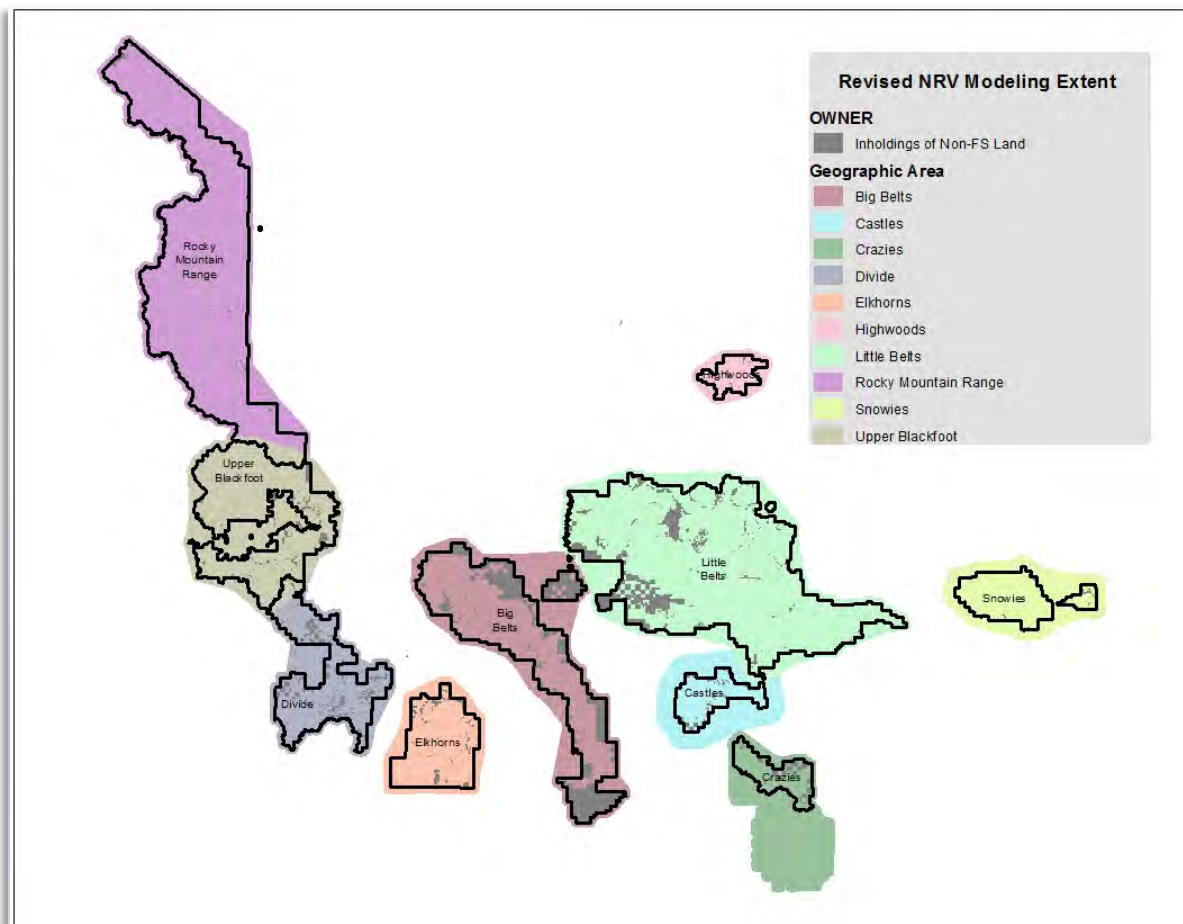 Revised NRV Modeling Extent
OWNER
Inholdings of Non-FS Land
Geographic Area
Big Belts
Castles
Crazies
Divide
Elkhorns
Highwoods
Little Belts
Rocky Mountain Range
Snowies
Upper Blackfoot
Rocky
Mountain
Range
Highwoods
Upper
Blackfoot
Little
Belts
Snowies
Big
Belts
Castles
Divide
Elkhorns
Crazies